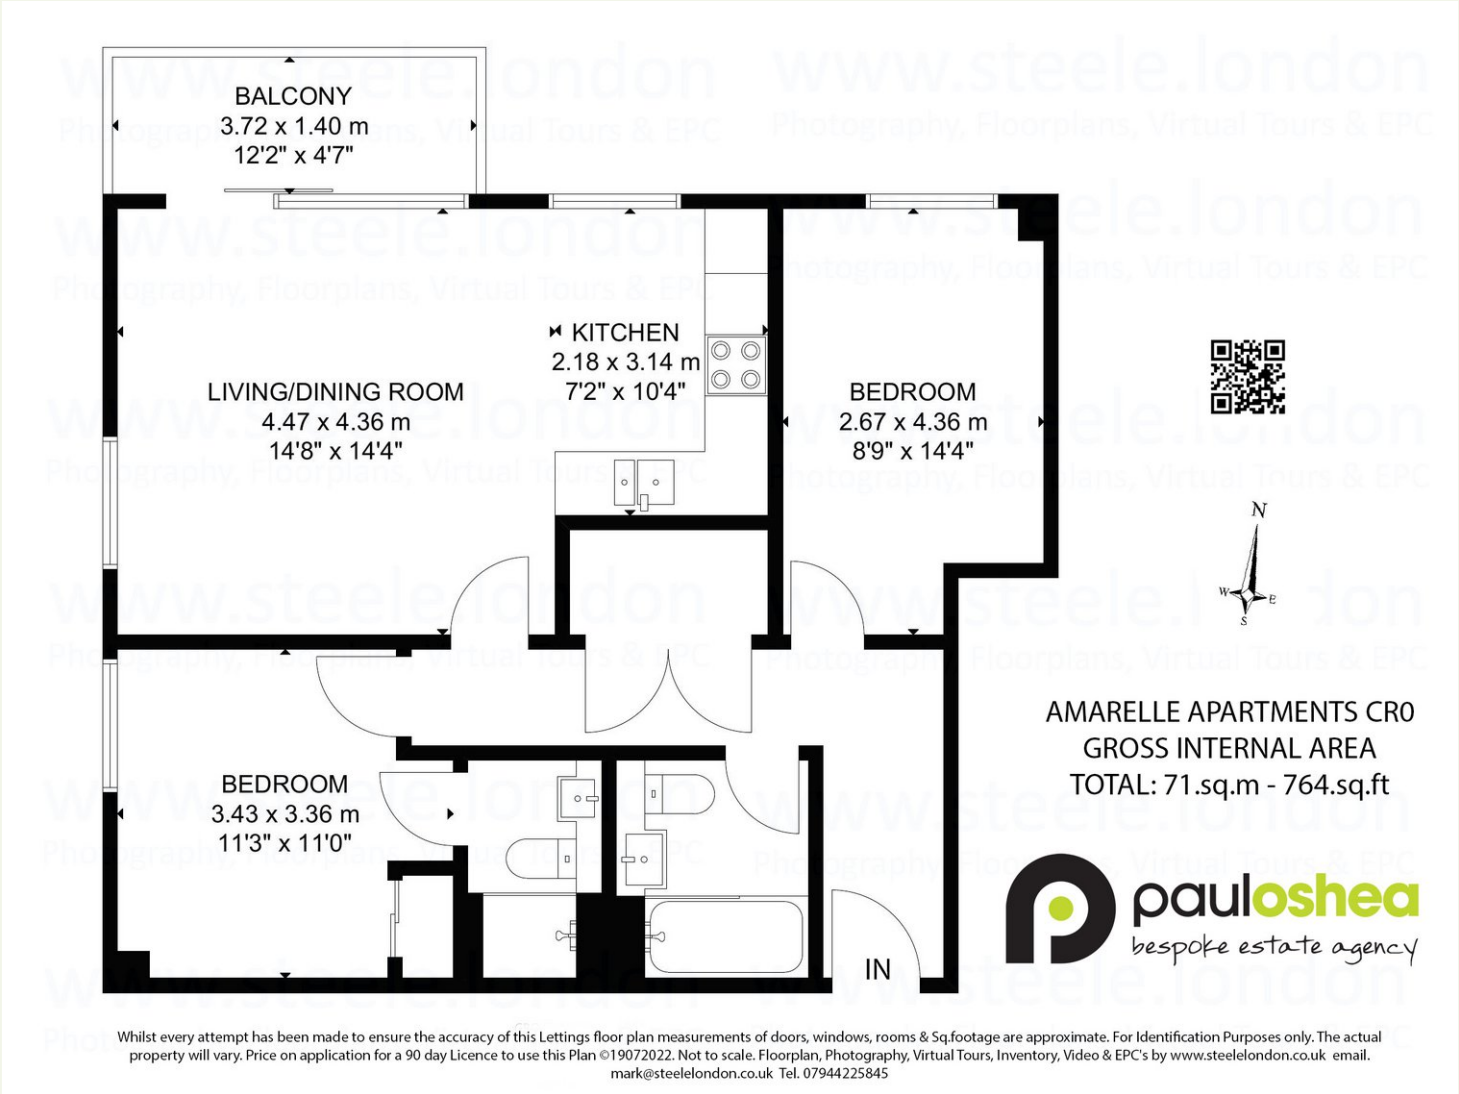 www.steele.london
Photography, Floorplans, Virtual Tours & EPC
BALCONY
3.72 x 1.40 m
12'2" x 4'7"
KITCHEN
2.18 x 3.14 m
7'2" x 10'4"
LIVING/DINING ROOM
4.47 x 4.36 m
14'8" x 14'4"
BEDROOM
2.67 x 4.36 m
8'9" x 14'4"
N
W E
S
AMARELLE APARTMENTS CR0
GROSS INTERNAL AREA
TOTAL: 71.sq.m - 764.sq.ft
BEDROOM
3.43 x 3.36 m
11'3" x 11'0"
pauloshea
bespoke estate agency
IN
Whilst every attempt has been made to ensure the accuracy of this Lettings floor plan measurements of doors, windows, rooms & Sq.footage are approximate. For Identification Purposes only. The actual
property will vary. Price on application for a 90 day Licence to use this Plan ©19072022. Not to scale. Floorplan, Photography, Virtual Tours, Inventory, Video & EPC's by www.steelelondon.co.uk email.
mark@steelelondon.co.uk Tel. 07944225845